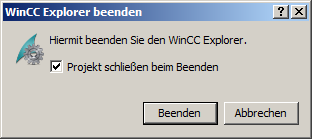 WinCC Explorer beenden
Hiermit beenden Sie den WinCC Explorer.
Projekt schließen beim Beenden
Beenden Abbrechen